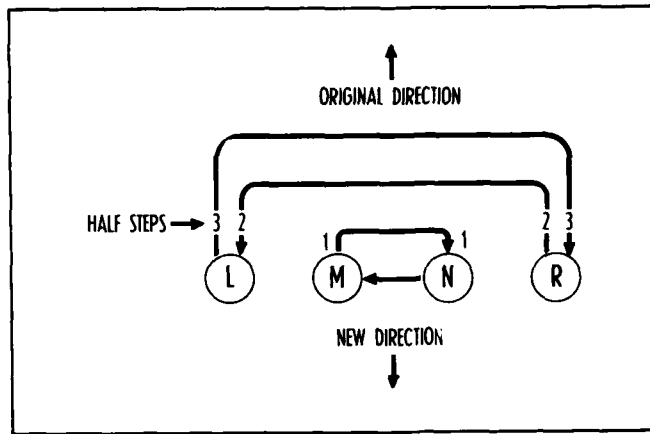 ORIGINAL DIRECTION
HALF STEPS 3 2 2 3
1 1
L M N R
NEW DIRECTION